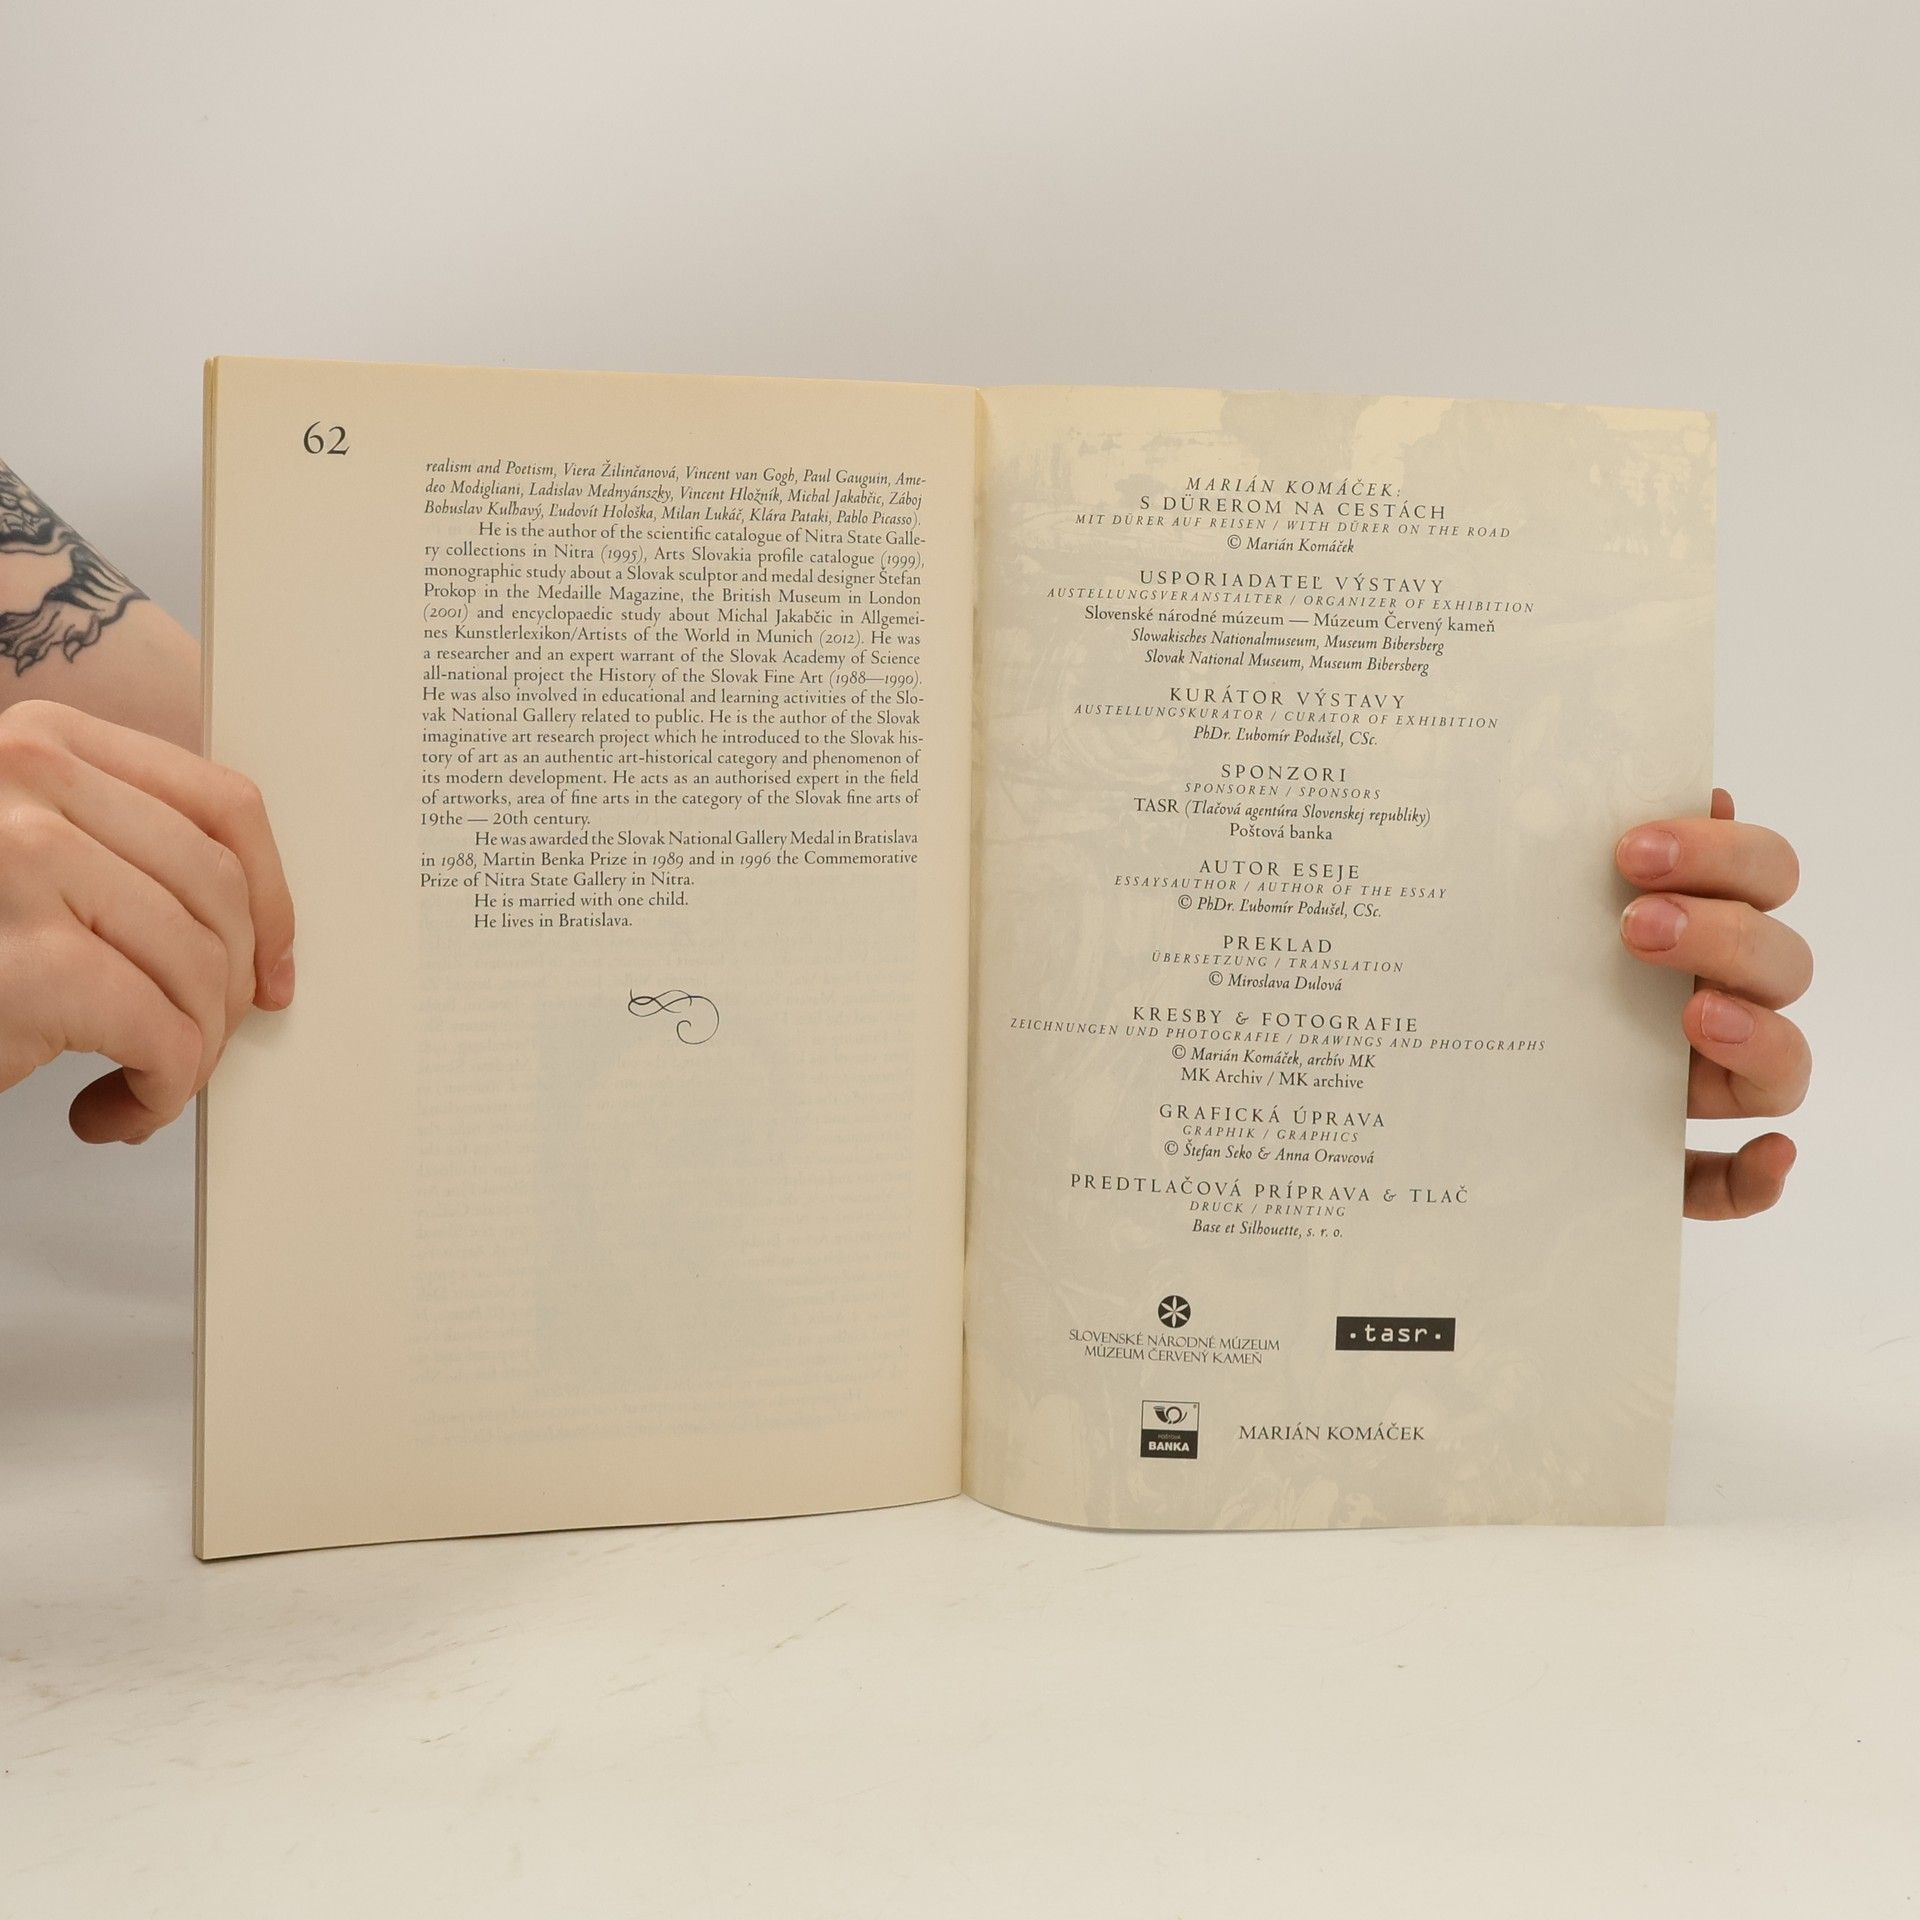 62
realism and Poetism, Viera Žilinčanová, Vincent van Gogh, Paul Gauguin, Ame-
deo Modigliani, Ladislav Mednyánszky, Vincent Hložník, Michal Jakabčic, Záboj
Bohuslav Kulhavý, Ľudovít Hološka, Milan Lukáč, Klára Pataki, Pablo Picasso).
He is the author of the scientific catalogue of Nitra State Galle-
ry collections in Nitra (1995), Arts Slovakia profile catalogue (1999),
monographic study about a Slovak sculptor and medal designer Štefan
Prokop in the Medaille Magazine, the British Museum in London
(2001) and encyclopaedic study about Michal Jakabčic in Allgemei-
nes Kunstlerlexikon/Artists of the World in Munich (2012). He was
a researcher and an expert warrant of the Slovak Academy of Science
all-national project the History of the Slovak Fine Art (1988—1990).
He was also involved in educational and learning activities of the Slo-
vak National Gallery related to public. He is the author of the Slovak
imaginative art research project which he introduced to the Slovak his-
tory of art as an authentic art-historical category and phenomenon of
its modern development. He acts as an authorised expert in the field
of artworks, area of fine arts in the category of the Slovak fine arts of
19the — 20th century.
He was awarded the Slovak National Gallery Medal in Bratislava
in 1988, Martin Benka Prize in 1989 and in 1996 the Commemorative
Prize of Nitra State Gallery in Nitra.
He is married with one child.
He lives in Bratislava.
MARIÁN KOMÁČEK:
S DÜREROM NA CESTÁCH
MIT DÜRER AUF REISEN / WITH DÜRER ON THE ROAD
© Marián Komáček
USPORIADATEĽ VÝSTAVY
AUSTELLUNGSVERANSTALTER / ORGANIZER OF EXHIBITION
Slovenské národné múzeum — Múzeum Červený kameň
Slowakisches Nationalmuseum, Museum Bibersberg
Slovak National Museum, Museum Bibersberg
KURÁTOR VÝSTAVY
AUSTELLUNGSKURATOR / CURATOR OF EXHIBITION
PhDr. Ľubomír Podušel, CSc.
SPONZORI
SPONSOREN / SPONSORS
TASR (Tlačová agentúra Slovenskej republiky)
Poštová banka
AUTOR ESEJE
ESSAYSAUTHOR / AUTHOR OF THE ESSAY
© PhDr. Ľubomír Podušel, CSc.
PREKLAD
ÜBERSETZUNG / TRANSLATION
© Miroslava Dulová
KRESBY & FOTOGRAFIE
ZEICHNUNGEN UND PHOTOGRAFIE / DRAWINGS AND PHOTOGRAPHS
© Marián Komáček, archív MK
MK Archiv / MK archive
GRAFICKÁ ÚPRAVA
GRAPHIK / GRAPHICS
© Štefan Seko & Anna Oravcová
PREDTLAČOVÁ PRÍPRAVA & TLAČ
DRUCK / PRINTING
Base et Silhouette, s. r. o.
SLOVENSKÉ NÁRODNÉ MÚZEUM
MÚZEUM ČERVENÝ KAMEŇ
·tasr·
POŠTOVÁ
BANKA
MARIÁN KOMÁČEK